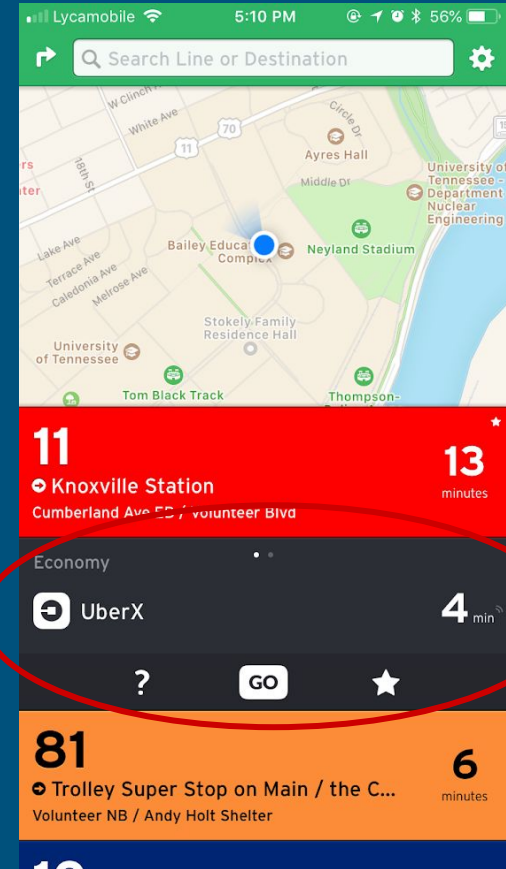 Lycamobile 5:10 PM 56%
Search Line or Destination
W Clinch
White Ave
Circle Dr
70
11
Ayres Hall
18th St
Middle Dr
University of
Tennessee -
Department
Nuclear
Engineering
Lake Ave
Bailey Educa
Complex
Neyland Stadium
Terrace Ave
Caledonia Ave
Melrose Ave
Stokely Family
Residence Hall
University
of Tennessee
Tom Black Track
Thompson-
11
13
Knoxville Station
minutes
Cumberland Ave EB / Volunteer Blvd
Economy
UberX
4 min
?
GO
81
6
Trolley Super Stop on Main / the C...
minutes
Volunteer NB / Andy Holt Shelter